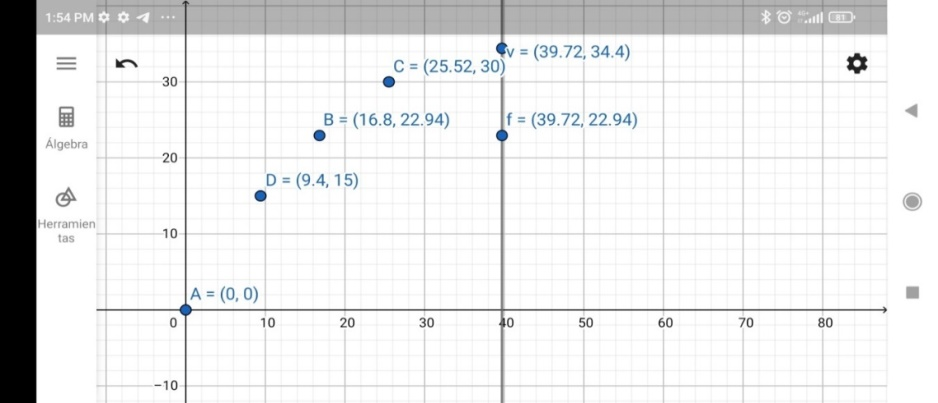 1:54 PM
81
v = (39.72, 34.4)
C = (25.52, 30)
30
B = (16.8, 22.94)
f = (39.72, 22.94)
Álgebra
20
D = (9.4, 15)
Herramien
tas
10
A = (0, 0)
0
10
20
30
40
50
60
70
80
−10